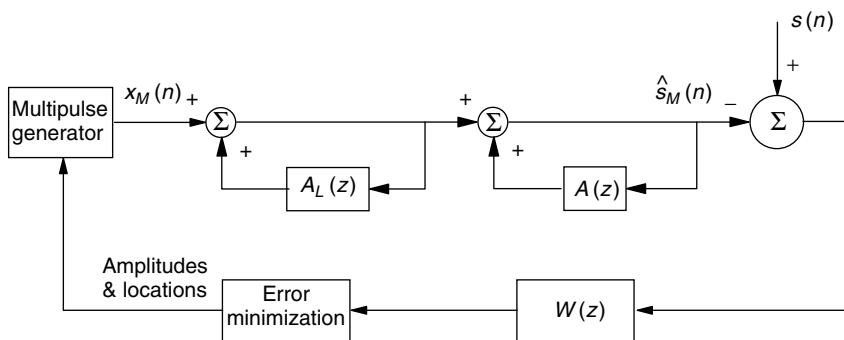 s(n)
+
Multipulse
generator
x_M(n)
+
Σ
+
A_L(z)
+
Σ
+
A(z)
ŝ_M(n)
−
Σ
Amplitudes
& locations
Error
minimization
W(z)